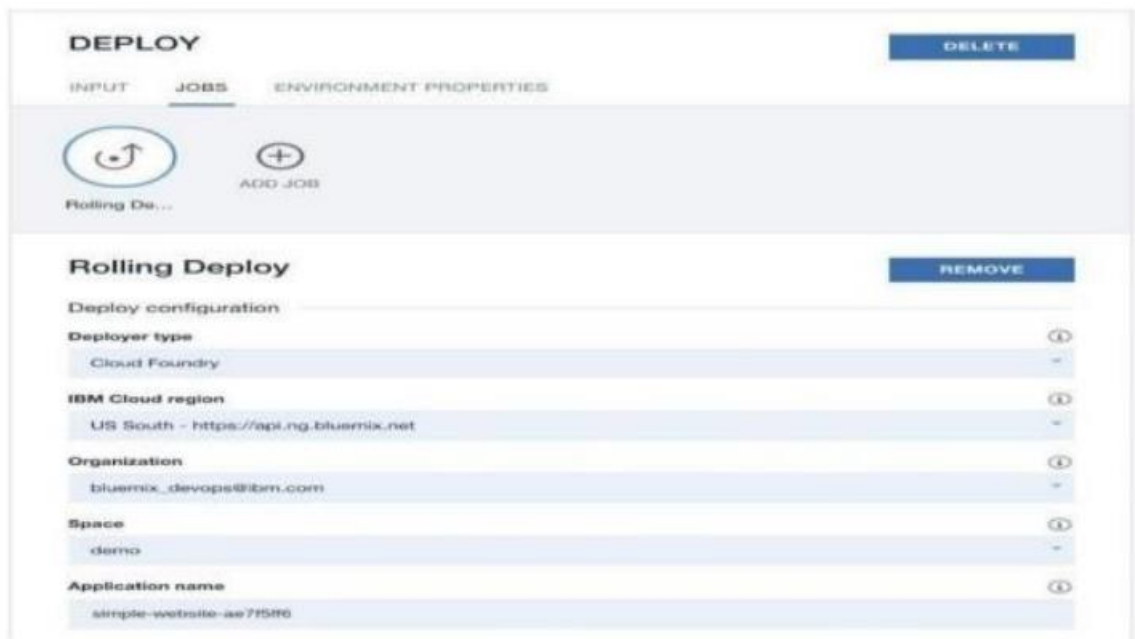 DEPLOY
DELETE
INPUT JOBS ENVIRONMENT PROPERTIES
ADD JOB
Rolling De...
Rolling Deploy
REMOVE
Deploy configuration
Deployer type
Cloud Foundry
IBM Cloud region
US South - https://api.ng.bluemix.net
Organization
bluemix_devops@ibm.com
Space
demo
Application name
simple-website-ae7f5ff6